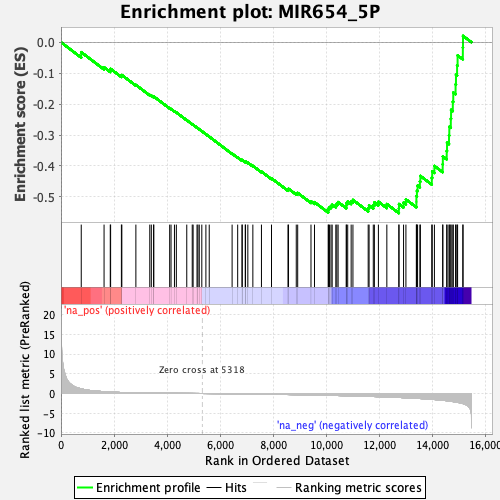 Enrichment plot: MIR654_5P
Enrichment score (ES)
0.0
-0.1
-0.2
-0.3
-0.4
-0.5
'na_pos' (positively correlated)
Ranked list metric (PreRanked)
20
15
10
5
0
-5
-10
Zero cross at 5318
'na_neg' (negatively correlated)
0 2,000 4,000 6,000 8,000 10,000 12,000 14,000 16,000
Rank in Ordered Dataset
Enrichment profile Hits Ranking metric scores